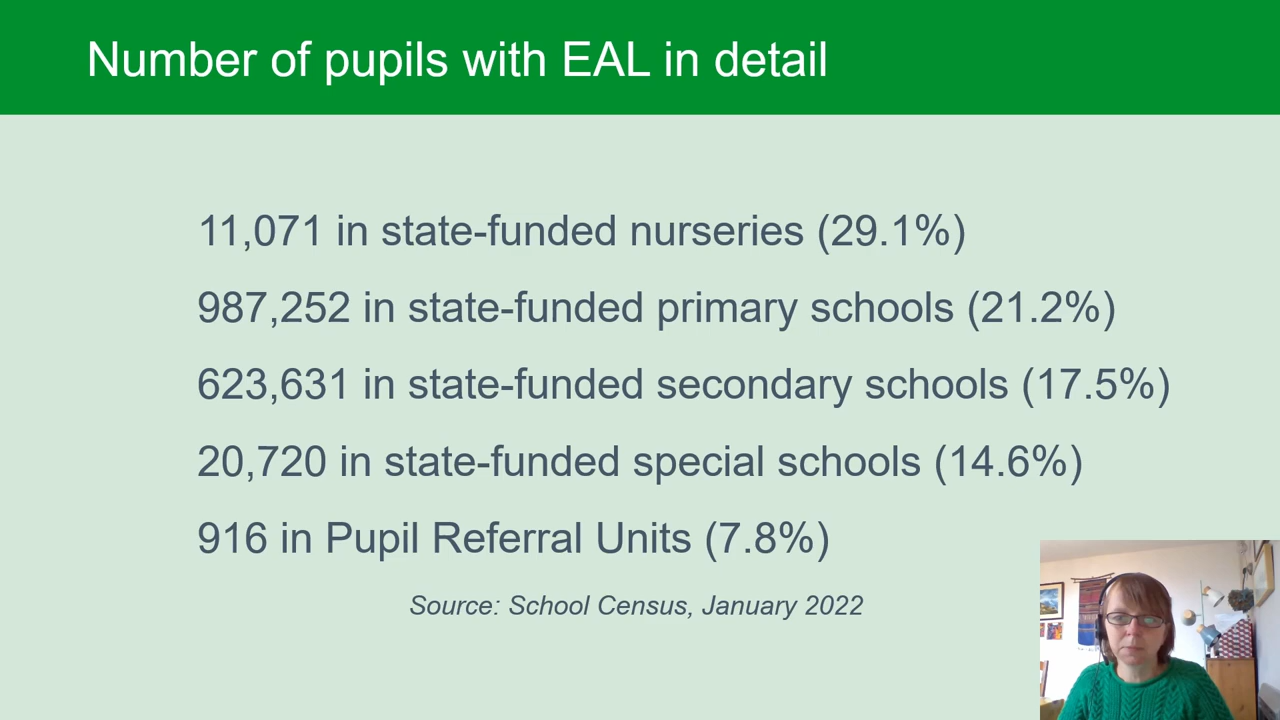 Number of pupils with EAL in detail
11,071 in state-funded nurseries (29.1%)
987,252 in state-funded primary schools (21.2%)
623,631 in state-funded secondary schools (17.5%)
20,720 in state-funded special schools (14.6%)
916 in Pupil Referral Units (7.8%)
Source: School Census, January 2022